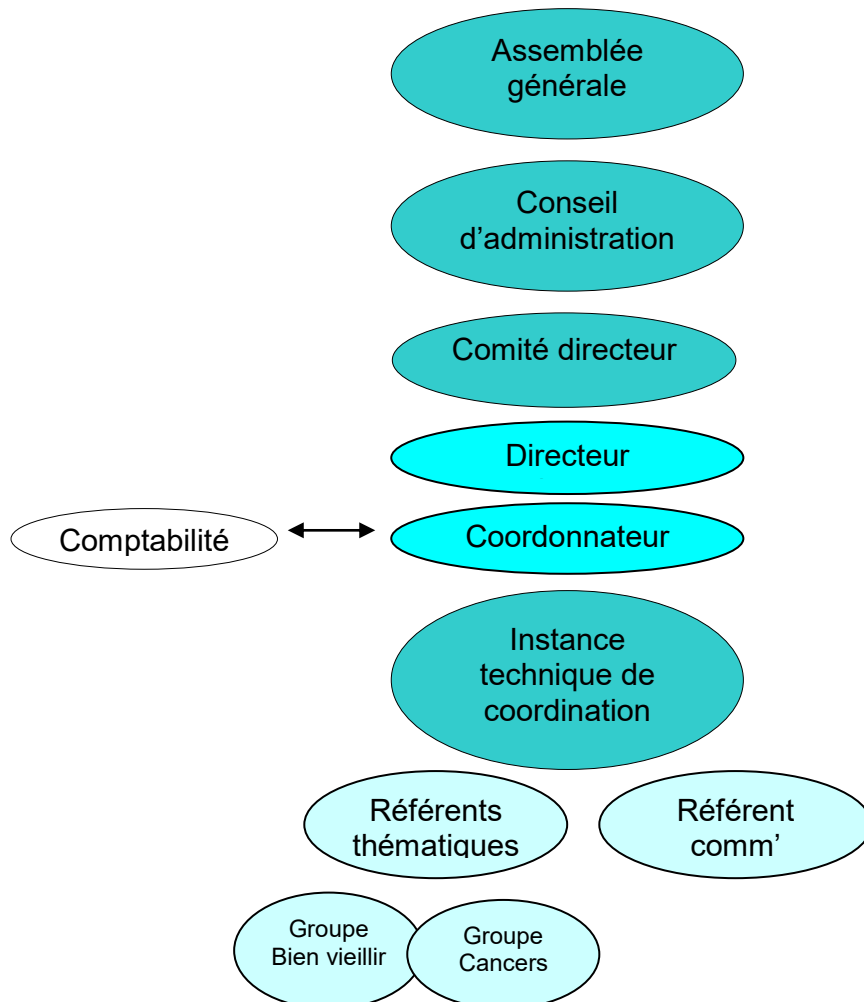 Assemblée
générale
Conseil
d’administration
Comité directeur
Directeur
Comptabilité
Coordonnateur
Instance
technique de
coordination
Référents
thématiques
Référent
comm’
Groupe
Bien vieillir
Groupe
Cancers